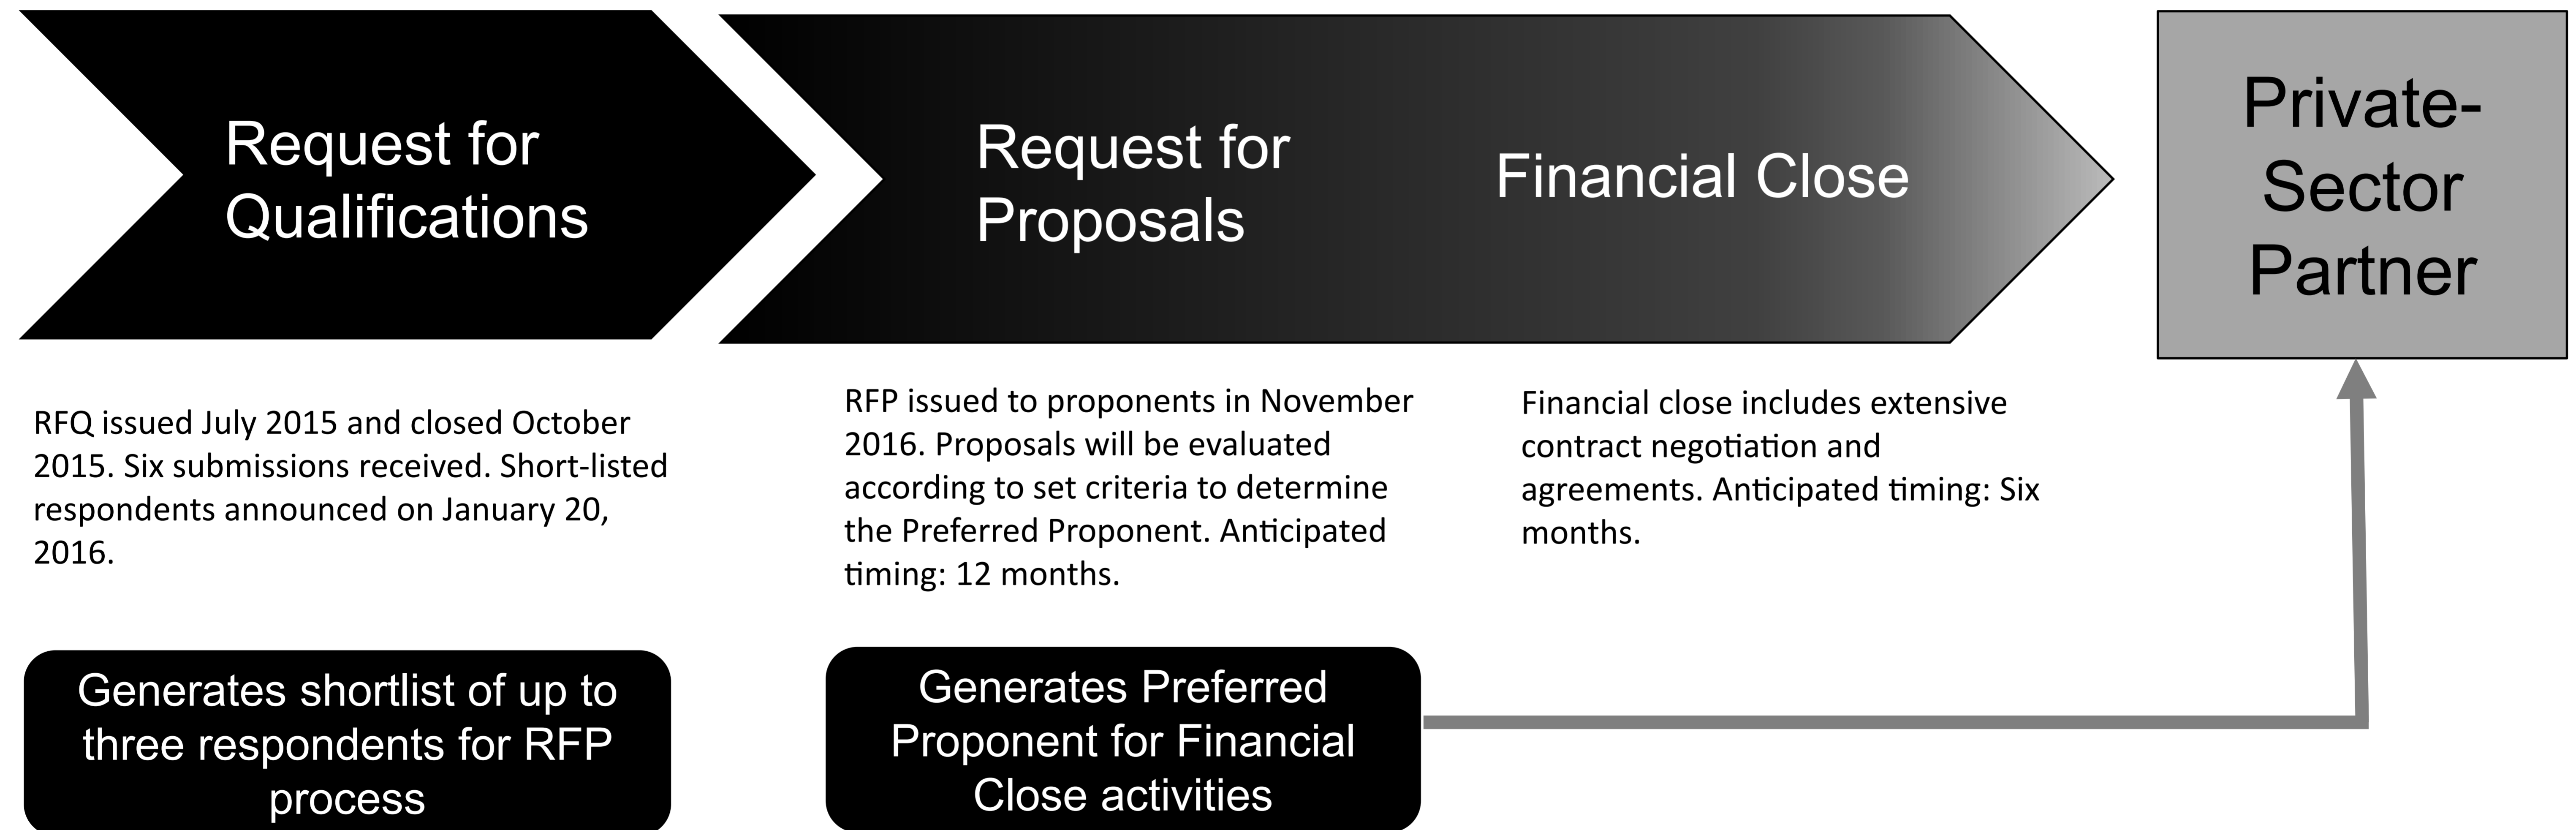 Request for
Qualifications
Request for
Proposals
Financial Close
Private-
Sector
Partner
RFQ issued July 2015 and closed October
2015. Six submissions received. Short-listed
respondents announced on January 20,
2016.
RFP issued to proponents in November
2016. Proposals will be evaluated
according to set criteria to determine
the Preferred Proponent. Anticipated
timing: 12 months.
Financial close includes extensive
contract negotiation and
agreements. Anticipated timing: Six
months.
Generates shortlist of up to
three respondents for RFP
process
Generates Preferred
Proponent for Financial
Close activities